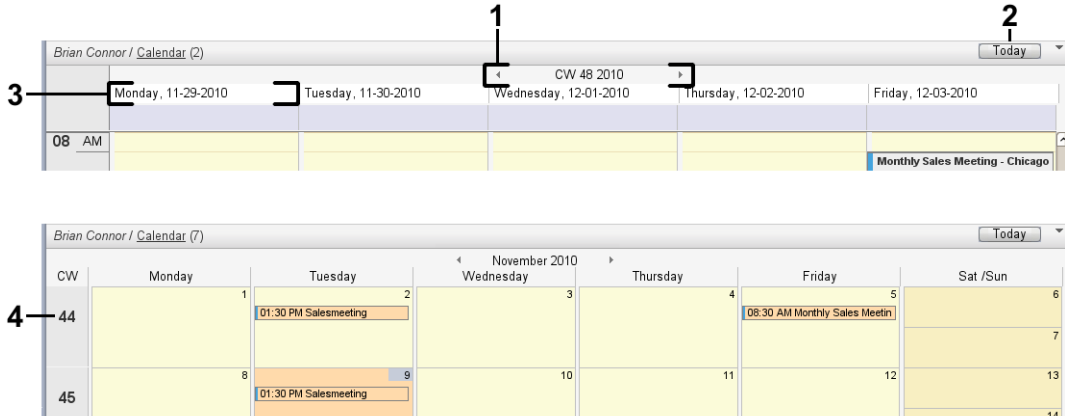 1 2
Brian Connor / Calendar (2) Today
CW 48 2010
3 Monday, 11-29-2010 Tuesday, 11-30-2010 Wednesday, 12-01-2010 Thursday, 12-02-2010 Friday, 12-03-2010
08 AM
Monthly Sales Meeting - Chicago
Brian Connor / Calendar (7) Today
November 2010
CW Monday Tuesday Wednesday Thursday Friday Sat /Sun
1 2 3 4 5 6
4 44 01:30 PM Salesmeeting 08:30 AM Monthly Sales Meetin
7
8 9 10 11 12 13
45 01:30 PM Salesmeeting
14